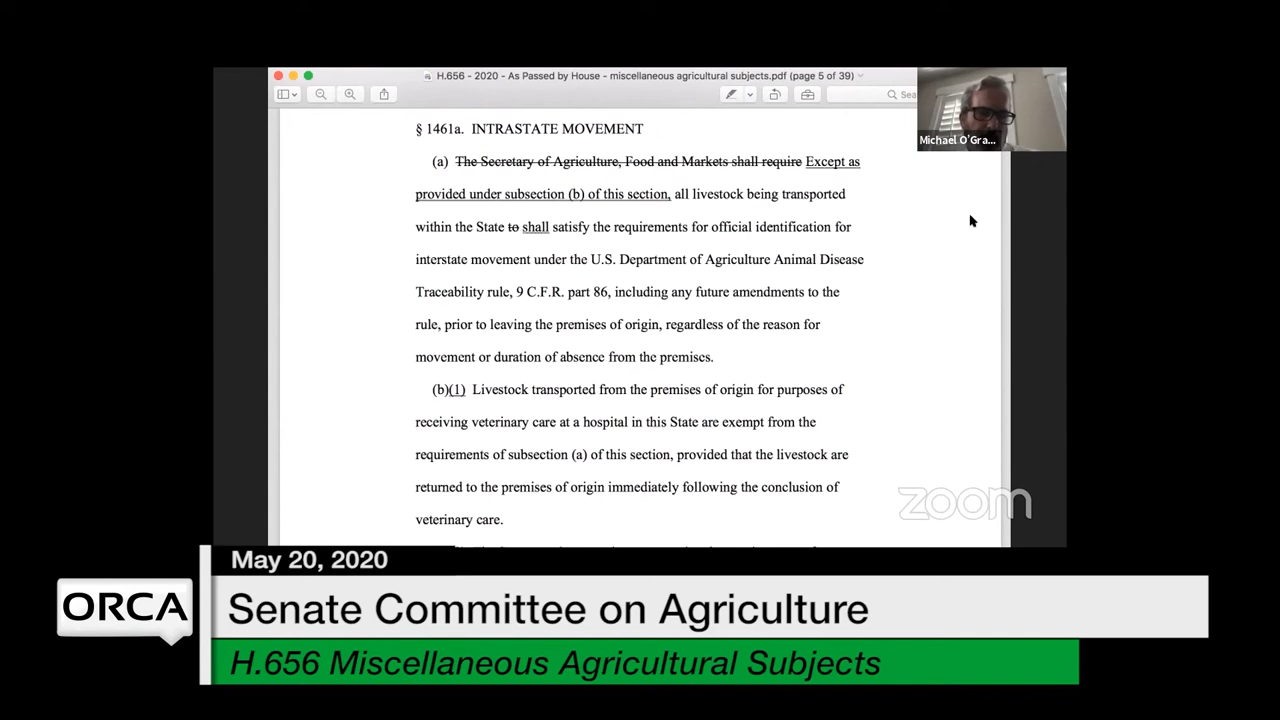 H.656 - 2020 - As Passed by House - miscellaneous agricultural subjects.pdf (page 5 of 39)
Sea
Michael O'Gra...
§ 1461a. INTRASTATE MOVEMENT
(a) The Secretary of Agriculture, Food and Markets shall require Except as
provided under subsection (b) of this section, all livestock being transported
within the State to shall satisfy the requirements for official identification for
interstate movement under the U.S. Department of Agriculture Animal Disease
Traceability rule, 9 C.F.R. part 86, including any future amendments to the
rule, prior to leaving the premises of origin, regardless of the reason for
movement or duration of absence from the premises.
(b)(1) Livestock transported from the premises of origin for purposes of
receiving veterinary care at a hospital in this State are exempt from the
requirements of subsection (a) of this section, provided that the livestock are
returned to the premises of origin immediately following the conclusion of
veterinary care.
zoom
May 20, 2020
ORCA
Senate Committee on Agriculture
H.656 Miscellaneous Agricultural Subjects